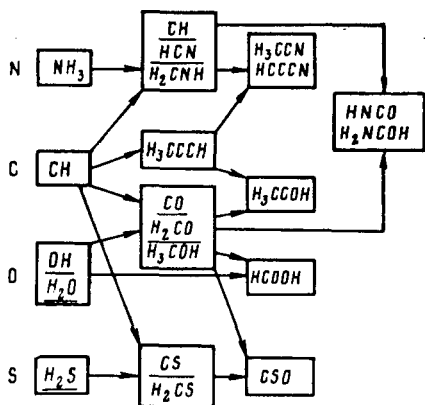 N
NH₃
CH
HCN
H₂CNH
H₃CCN
HCCCN
HNCO
H₂NCOH
C
CH
H₃CCCH
H₃CCOH
CO
H₂CO
H₃COH
O
OH
H₂O
HCOOH
S
H₂S
CS
H₂CS
CSO